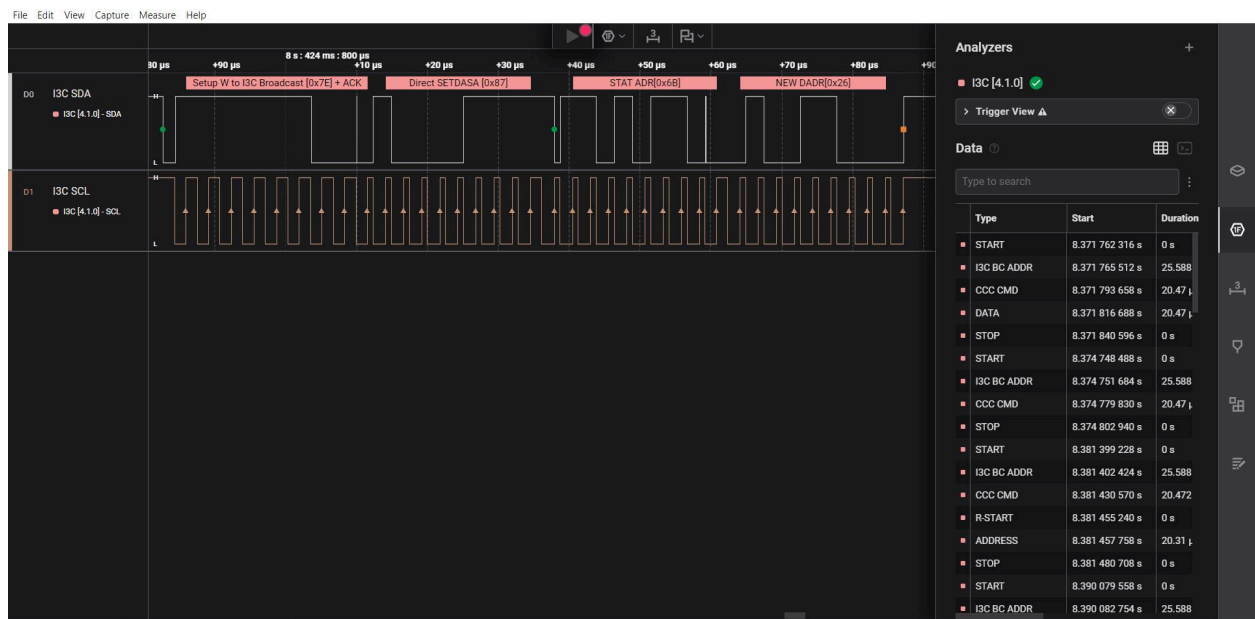 File Edit View Capture Measure Help
8 s : 424 ms : 800 µs
+90 µs +10 µs +20 µs +30 µs +40 µs +50 µs +60 µs +70 µs +80 µs
Setup W to I3C Broadcast [0x7E] + ACK Direct SETDASA [0x87] STAT ADR[0x6B] NEW DADR[0x26]
D0 I3C SDA
I3C [4.1.0] - SDA
H
L
D1 I3C SCL
I3C [4.1.0] - SCL
H
L
Analyzers +
I3C [4.1.0]
> Trigger View
Data
Type to search
Type Start Duration
START 8.371 762 316 s 0 s
I3C BC ADDR 8.371 765 512 s 25.588
CCC CMD 8.371 793 658 s 20.47
DATA 8.371 816 688 s 20.47
STOP 8.371 840 596 s 0 s
START 8.374 748 488 s 0 s
I3C BC ADDR 8.374 751 684 s 25.588
CCC CMD 8.374 779 830 s 20.47
STOP 8.374 802 940 s 0 s
START 8.381 399 228 s 0 s
I3C BC ADDR 8.381 402 424 s 25.588
CCC CMD 8.381 430 570 s 20.472
R-START 8.381 455 240 s 0 s
ADDRESS 8.381 457 758 s 20.31
STOP 8.381 480 708 s 0 s
START 8.390 079 558 s 0 s
I3C BC ADDR 8.390 082 754 s 25.588